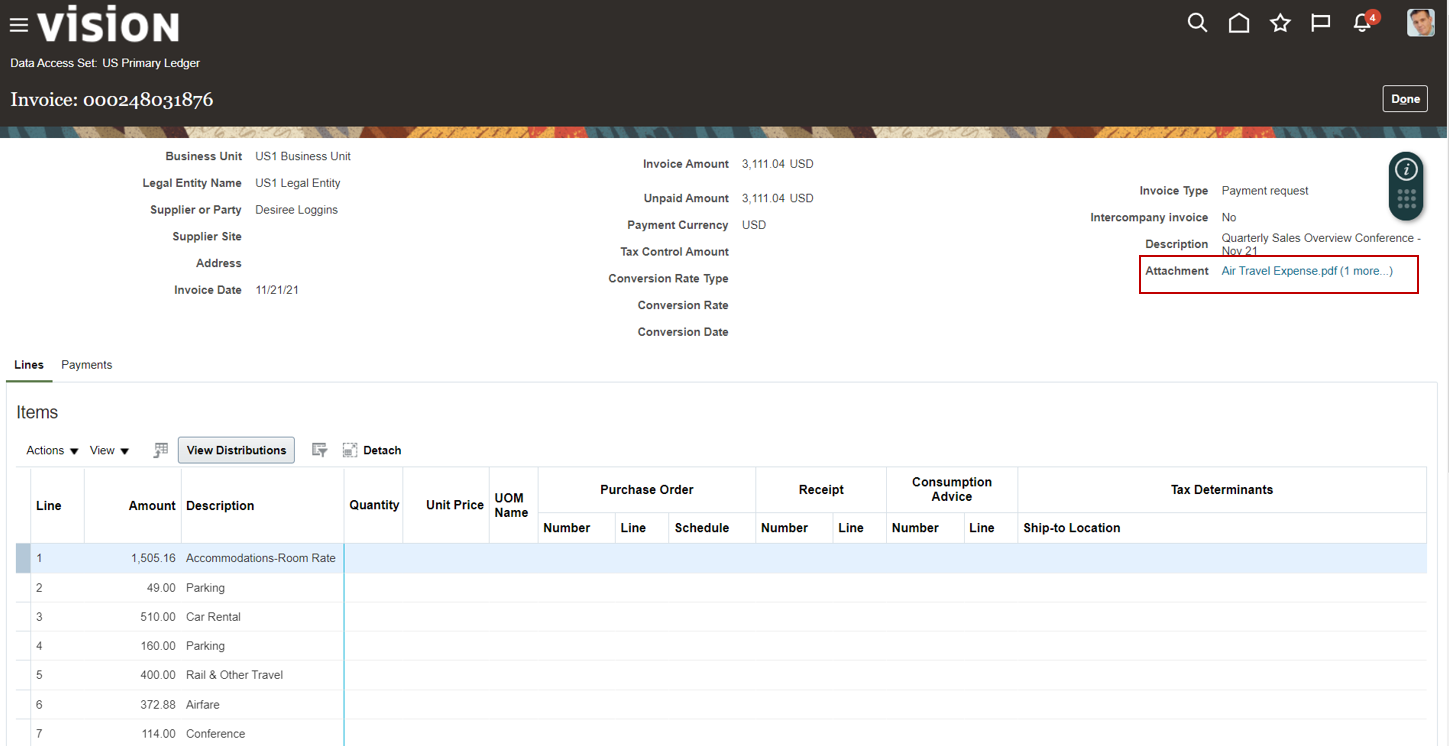 vision
4
Data Access Set: US Primary Ledger
Invoice: 000248031876
Done
Business Unit US1 Business Unit
Legal Entity Name US1 Legal Entity
Supplier or Party Desiree Loggins
Supplier Site
Address
Invoice Date 11/21/21
Invoice Amount 3,111.04 USD
Unpaid Amount 3,111.04 USD
Payment Currency USD
Tax Control Amount
Conversion Rate Type
Conversion Rate
Conversion Date
Invoice Type Payment request
Intercompany invoice No
Description Quarterly Sales Overview Conference -
Nov 21
Attachment Air Travel Expense.pdf (1 more...)
i
Lines Payments
Items
Actions View View Distributions Detach
Line Amount Description Quantity Unit Price UOM
Name
Purchase Order Receipt Consumption
Advice
Tax Determinants
Number Line Schedule Number Line Number Line Ship-to Location
1 1,505.16 Accommodations-Room Rate
2 49.00 Parking
3 510.00 Car Rental
4 160.00 Parking
5 400.00 Rail & Other Travel
6 372.88 Airfare
7 114.00 Conference